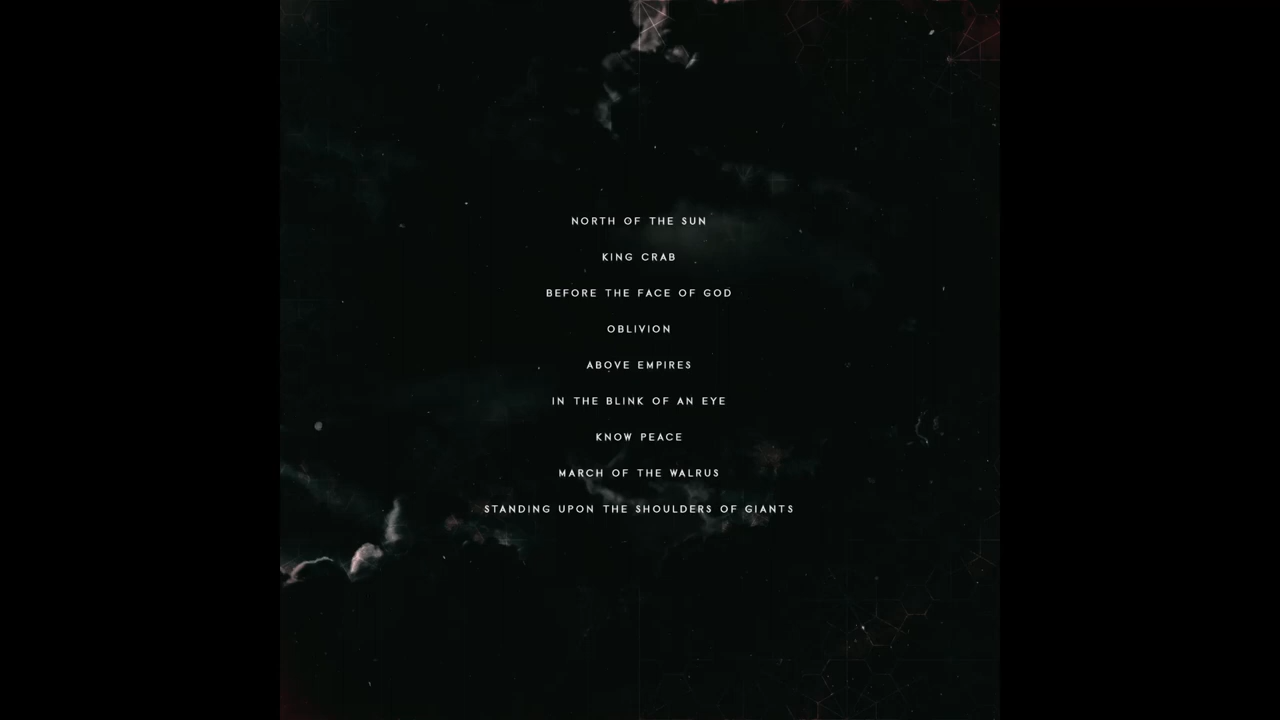 NORTH OF THE SUN
KING CRAB
BEFORE THE FACE OF GOD
OBLIVION
ABOVE EMPIRES
IN THE BLINK OF AN EYE
KNOW PEACE
MARCH OF THE WALRUS
STANDING UPON THE SHOULDERS OF GIANTS